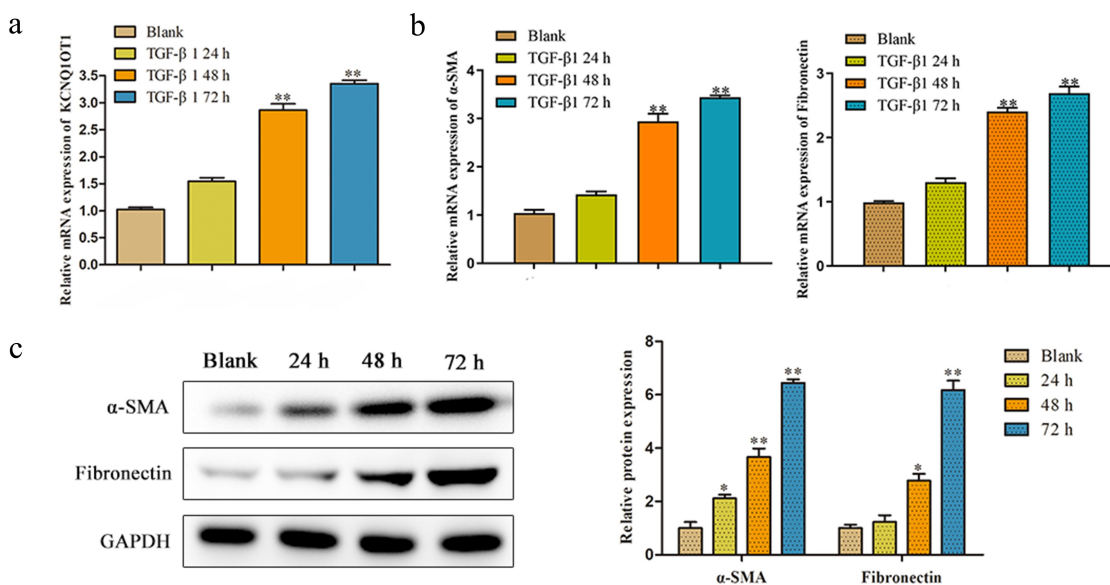 a
Relative mRNA expression of KCNQ1OT1
3.5
3.0
2.5
2.0
1.5
1.0
0.5
0.0
Blank
TGF-β 1 24 h
TGF-β 1 48 h
TGF-β 1 72 h
**
**
b
Relative mRNA expression of α-SMA
4
3
2
1
0
Blank
TGF-β1 24 h
TGF-β1 48 h
TGF-β1 72 h
**
**
Relative mRNA expression of Fibronectin
3
2
1
0
Blank
TGF-β1 24 h
TGF-β1 48 h
TGF-β1 72 h
**
**
c
Blank 24 h 48 h 72 h
α-SMA
Fibronectin
GAPDH
Relative protein expression
8
6
4
2
0
*
**
**
*
**
α-SMA Fibronectin
Blank
24 h
48 h
72 h